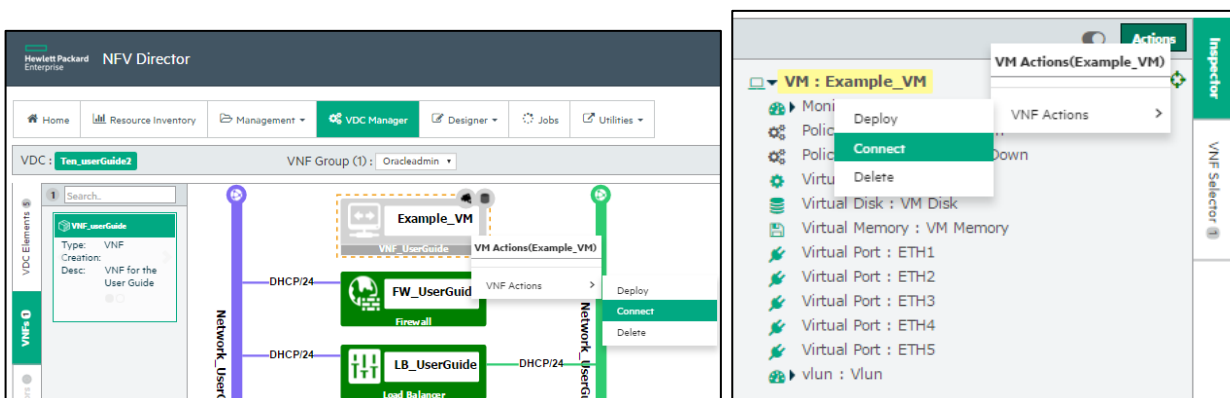 Hewlett Packard
Enterprise
NFV Director
Home
Resource Inventory
Management
VDC Manager
Designer
Jobs
Utilities
VDC : Ten_userGuide2
VNF Group (1) : Oracleadmin
VDC Elements 5
VNFs 1
1 Search..
VNF_userGuide
Type: VNF
Creation:
Desc: VNF for the
User Guide
Example_VM
VNF_UserGuide
VM Actions(Example_VM)
VNF Actions >
Deploy
Connect
Delete
DHCP/24
FW_UserGuid
Firewall
DHCP/24
LB_UserGuide
Load Balancer
DHCP/24
Network_User
Network_UserGu
Actions
Inspector
VNF Selector 1
VM Actions(Example_VM)
VNF Actions >
VM : Example_VM
Moni
Polic
Polic
Down
Virtu
Deploy
Connect
Delete
Virtual Disk : VM Disk
Virtual Memory : VM Memory
Virtual Port : ETH1
Virtual Port : ETH2
Virtual Port : ETH3
Virtual Port : ETH4
Virtual Port : ETH5
vlun : Vlun